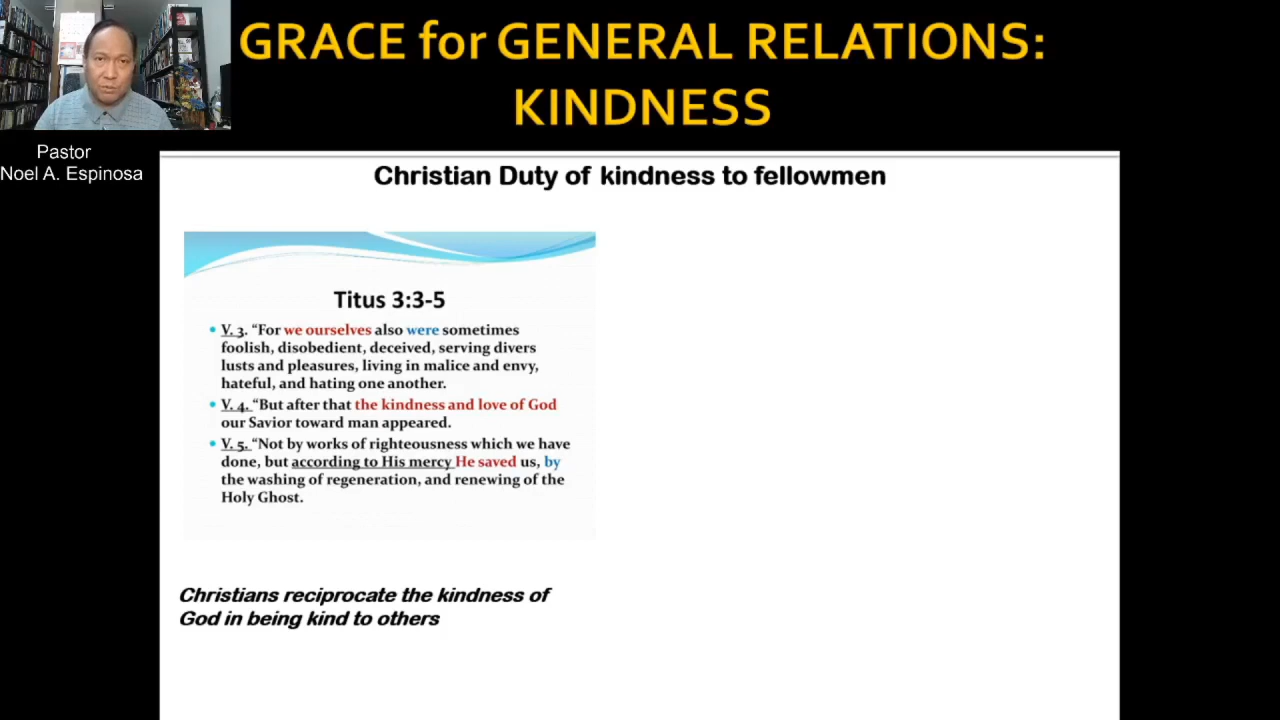 GRACE for GENERAL RELATIONS:
KINDNESS
Pastor
Noel A. Espinosa
Christian Duty of kindness to fellowmen
Titus 3:3-5
• V. 3. “For we ourselves also were sometimes
foolish, disobedient, deceived, serving divers
lusts and pleasures, living in malice and envy,
hateful, and hating one another.
• V. 4. “But after that the kindness and love of God
our Savior toward man appeared.
• V. 5. “Not by works of righteousness which we have
done, but according to His mercy He saved us, by
the washing of regeneration, and renewing of the
Holy Ghost.
Christians reciprocate the kindness of
God in being kind to others